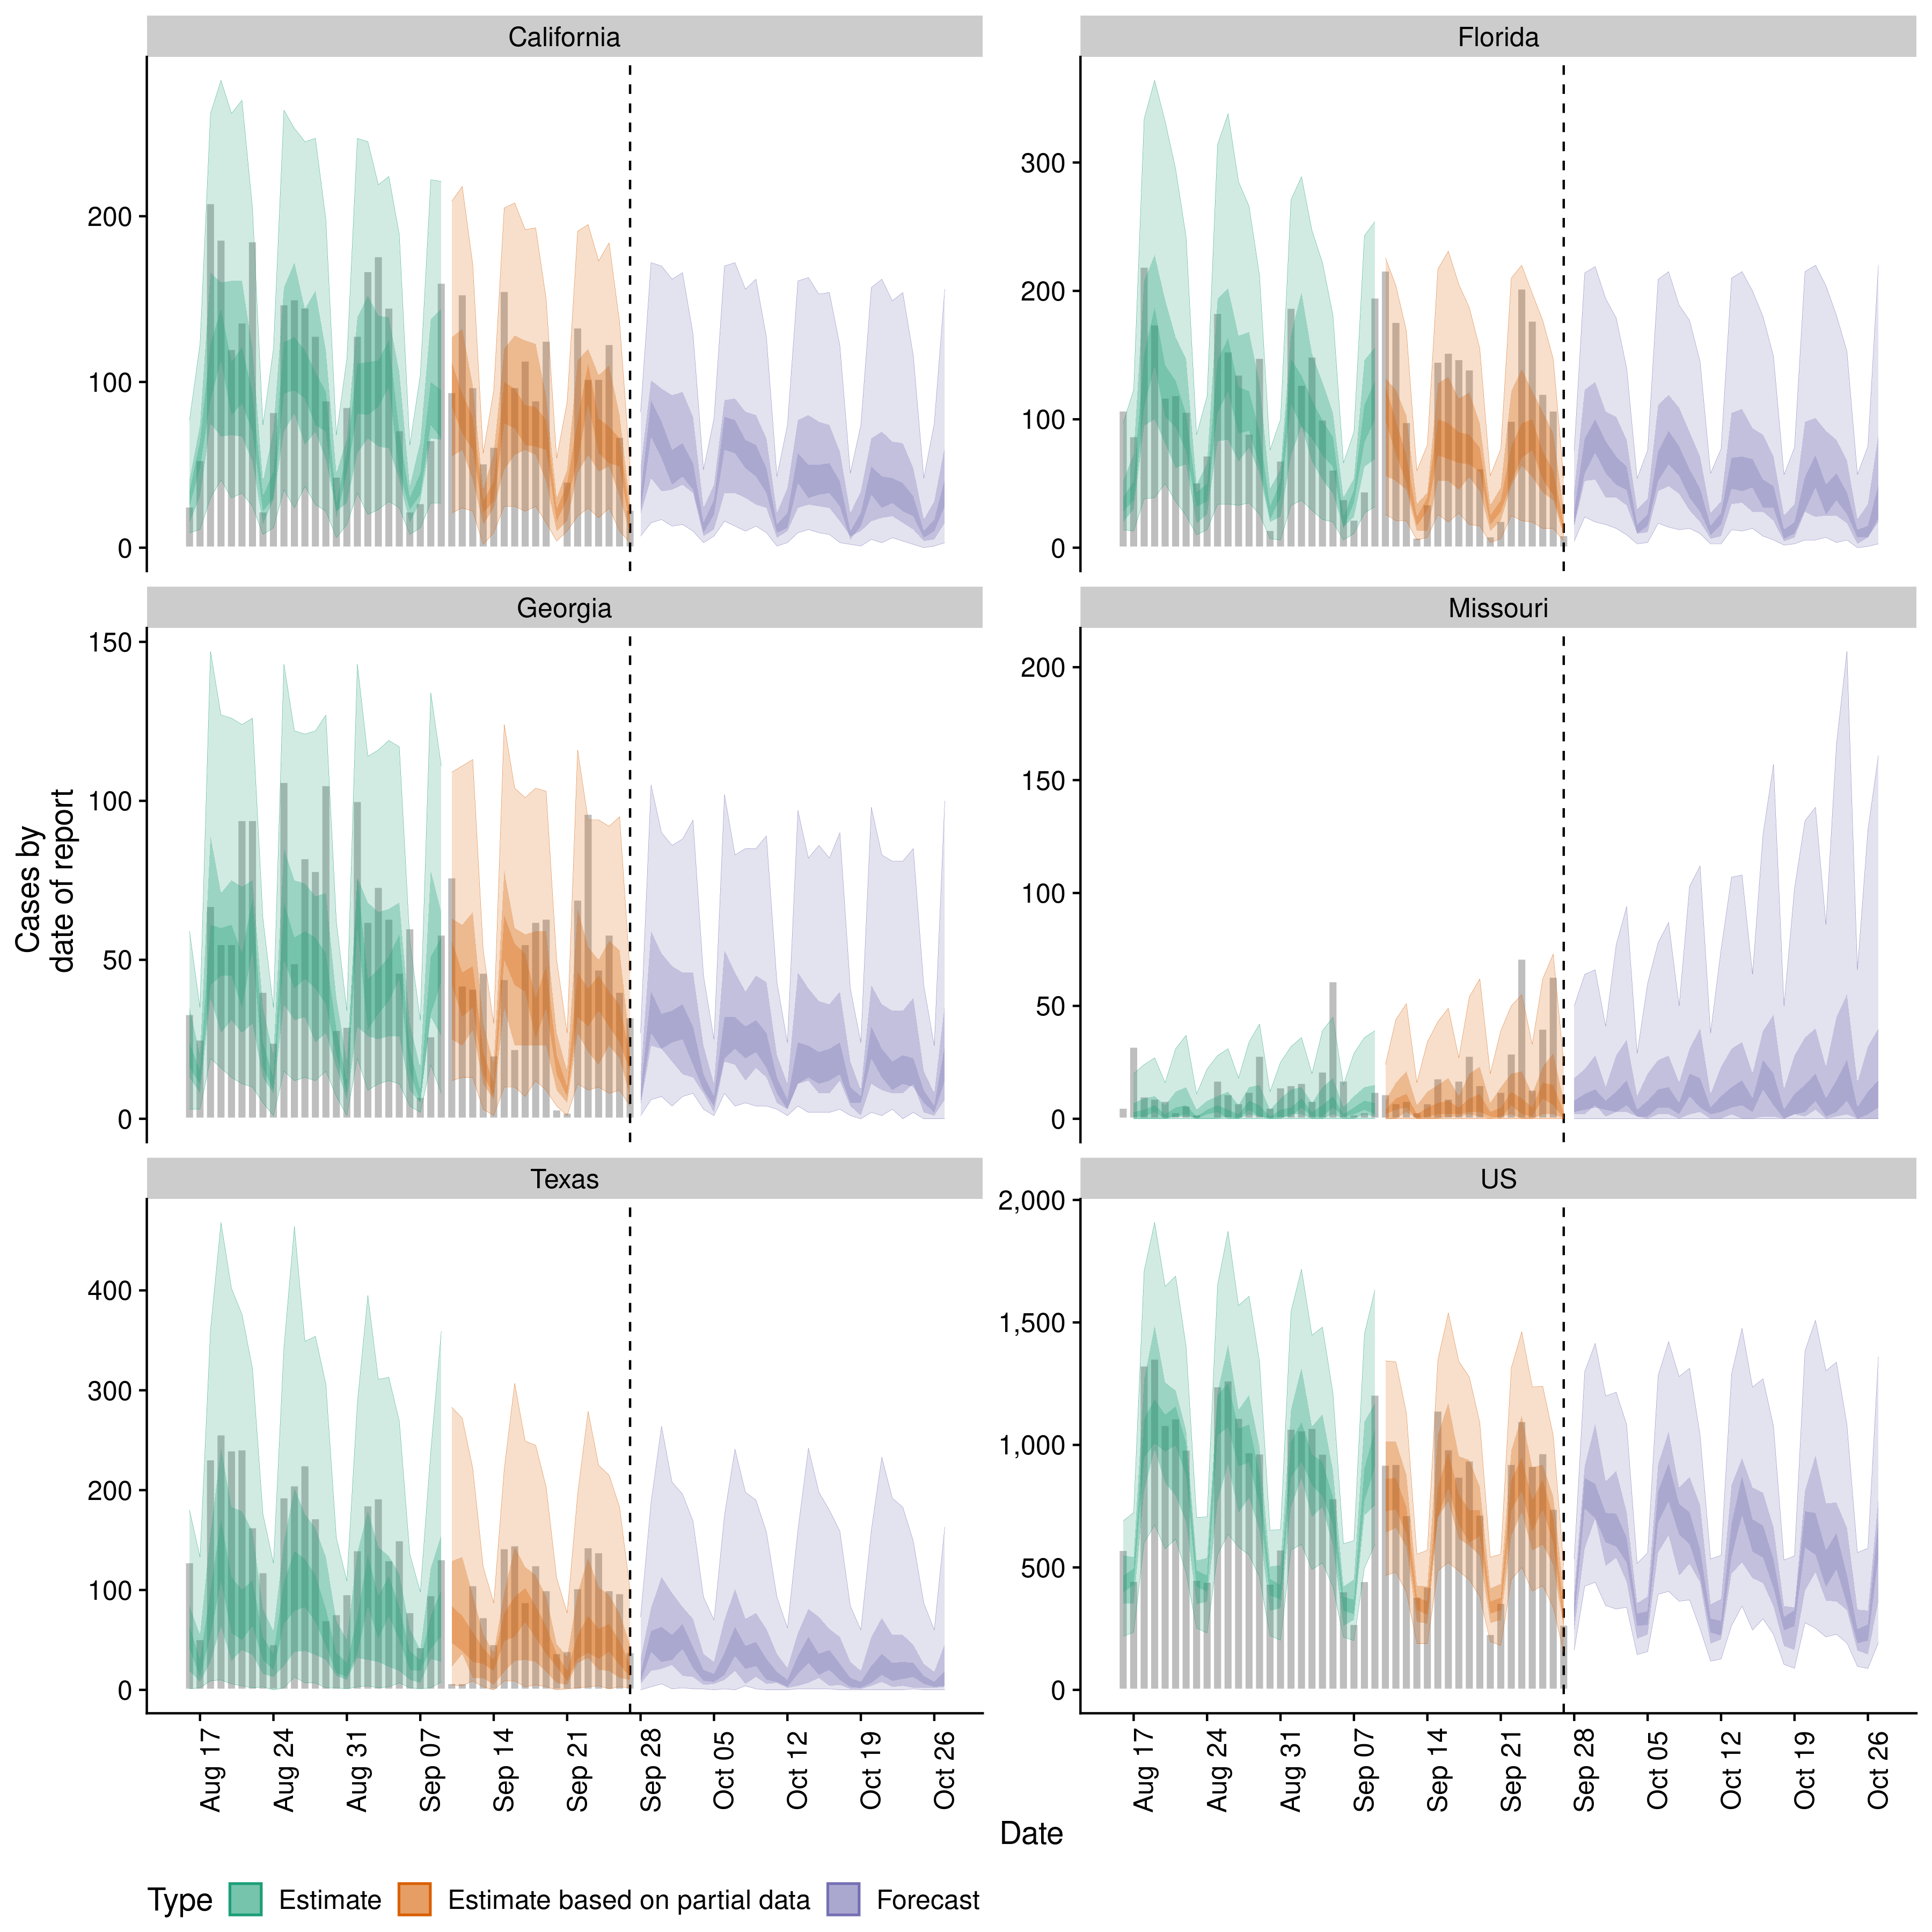 California
Florida
200
100
0
300
200
100
0
Georgia
Missouri
150
100
50
0
200
150
100
50
0
Texas
US
400
300
200
100
0
2,000
1,500
1,000
500
0
Cases by
date of report
Aug 17
Aug 24
Aug 31
Sep 07
Sep 14
Sep 21
Sep 28
Oct 05
Oct 12
Oct 19
Oct 26
Aug 17
Aug 24
Aug 31
Sep 07
Sep 14
Sep 21
Sep 28
Oct 05
Oct 12
Oct 19
Oct 26
Date
Type Estimate Estimate based on partial data Forecast